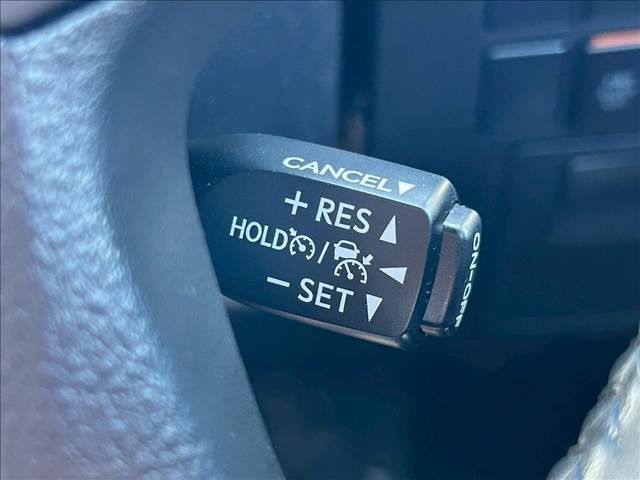 CANCEL▼
+ RES ▲
HOLD / ◀
− SET ▼
ON-OFF